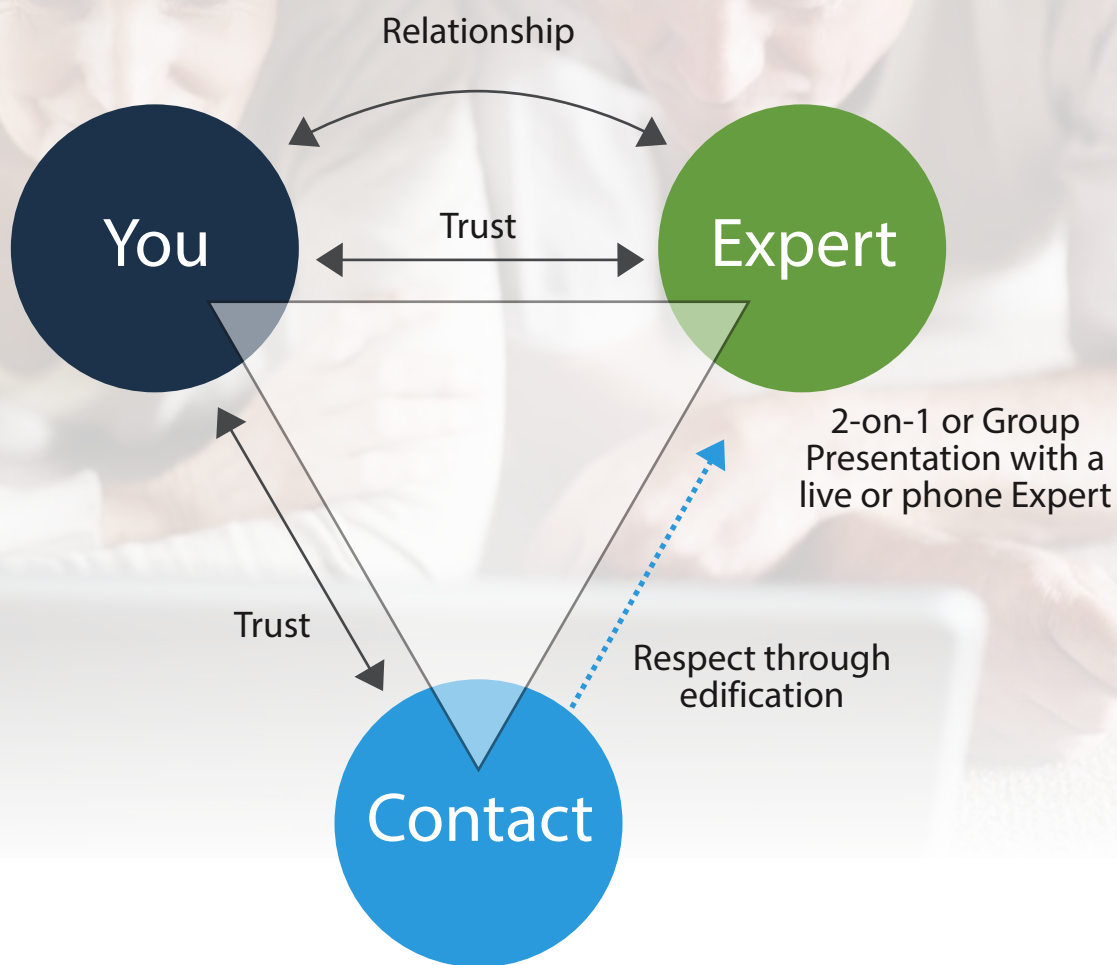 Relationship
Trust
You
Expert
2-on-1 or Group
Presentation with a
live or phone Expert
Trust
Respect through
edification
Contact